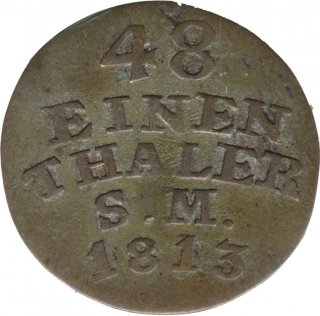 48
EINEN
THALER
S.M.
1813